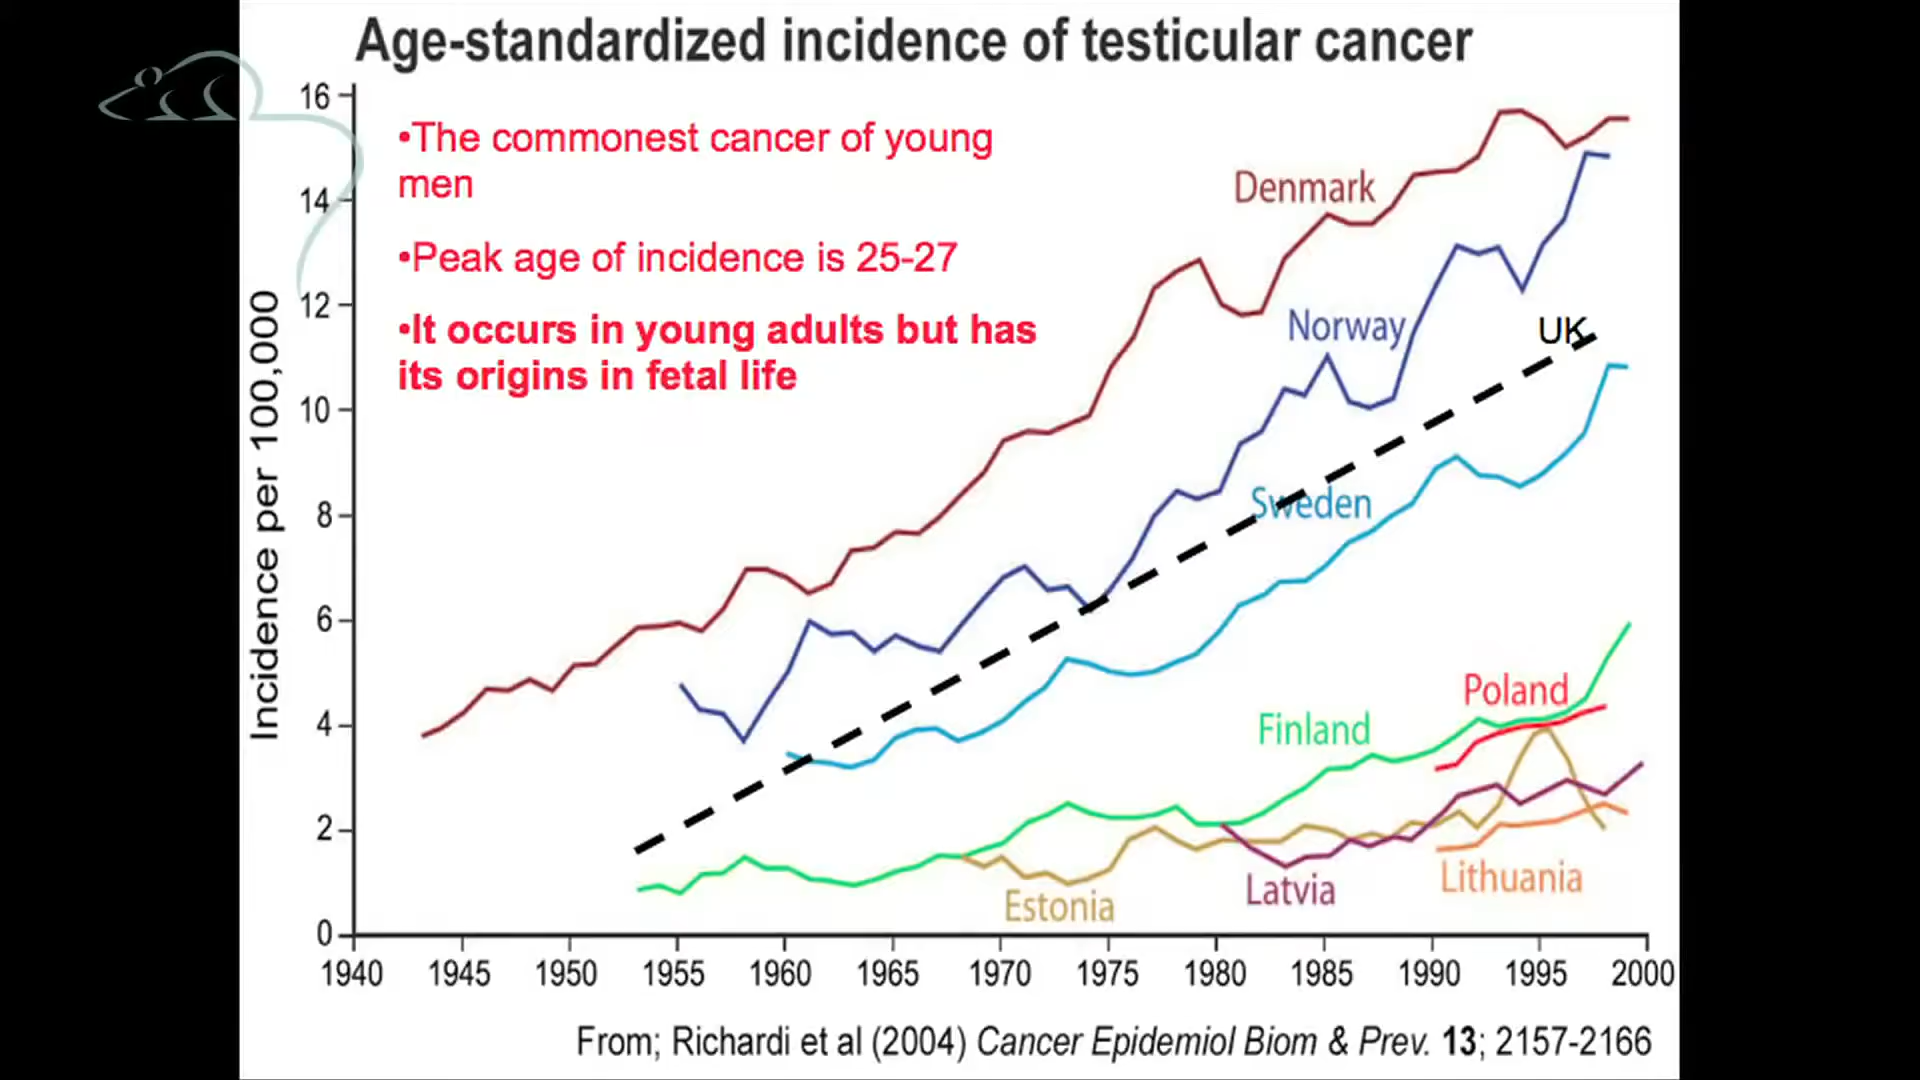 Age-standardized incidence of testicular cancer
•The commonest cancer of young
men
•Peak age of incidence is 25-27
•It occurs in young adults but has
its origins in fetal life
Incidence per 100,000
16
14
12
10
8
6
4
2
0
Denmark
Norway
UK
Sweden
Poland
Finland
Estonia
Latvia
Lithuania
1940 1945 1950 1955 1960 1965 1970 1975 1980 1985 1990 1995 2000
From; Richardi et al (2004) Cancer Epidemiol Biom & Prev. 13; 2157-2166